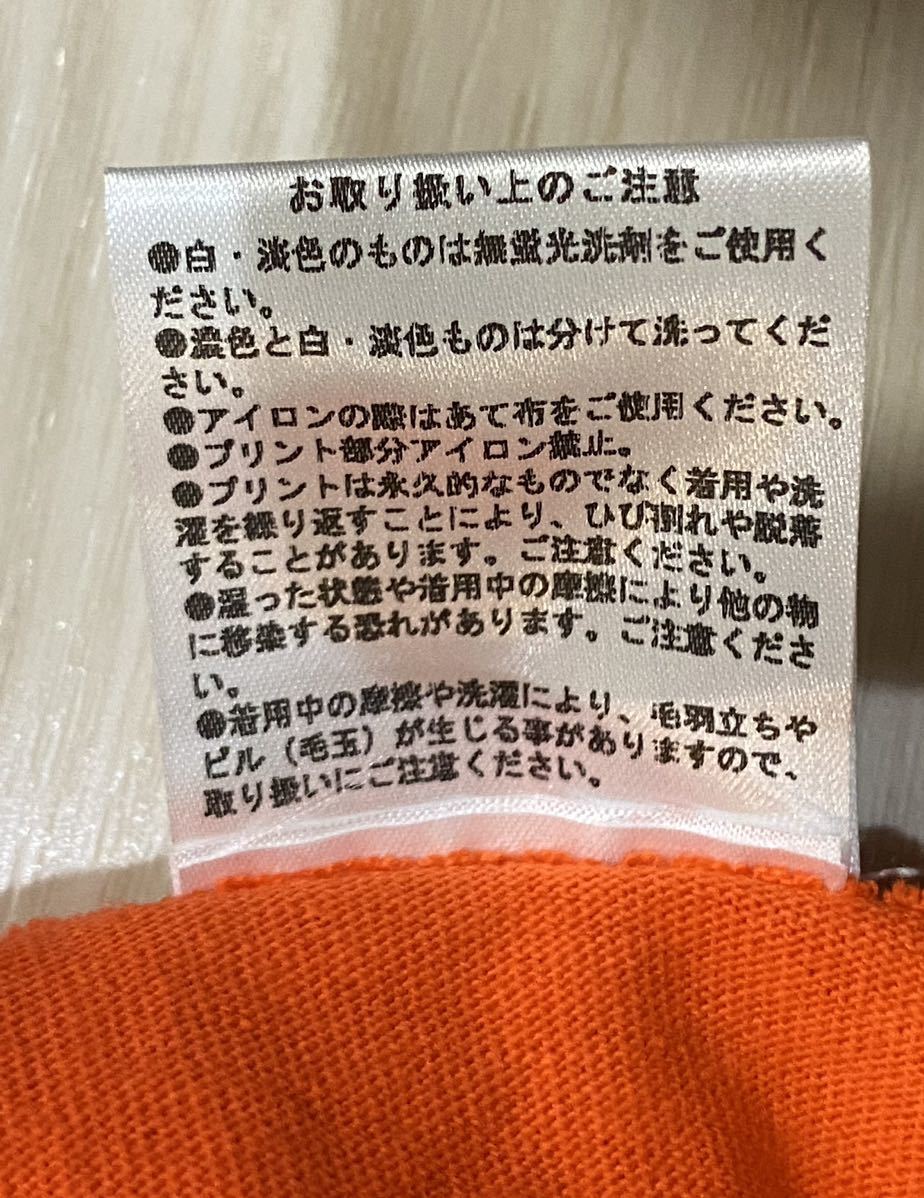 お取り扱い上のご注意
●白・淡色のものは無蛍光洗剤をご使用く
ださい。
●濃色と白・淡色ものは分けて洗ってくだ
さい。
●アイロンの際はあて布をご使用ください。
●プリント部分アイロン禁止。
●プリントは永久的なものでなく着用や洗
濯を繰り返すことにより、ひび割れや脱落
することがあります。ご注意ください。
●湿った状態や着用中の摩擦により他の物
に移染する恐れがあります。ご注意くださ
い。
●着用中の摩擦や洗濯により、毛羽立ちや
ピル（毛玉）が生じる事がありますので、
取り扱いにご注意ください。